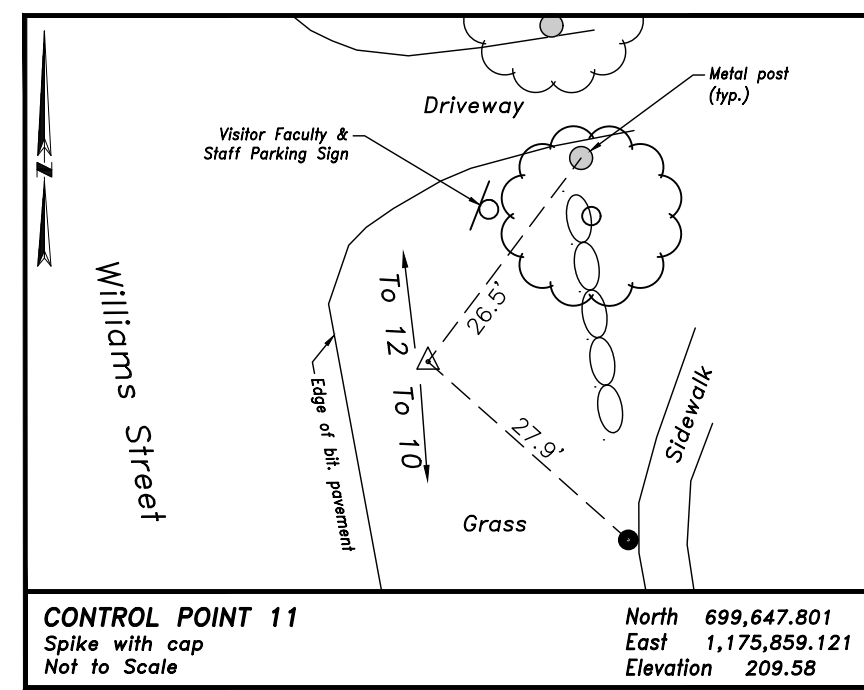 Driveway
Metal post
(typ.)
Visitor Faculty &
Staff Parking Sign
N
Williams Street
To 12
26.5'
To 10
27.9'
Edge of bit. pavement
Sidewalk
Grass
CONTROL POINT 11
Spike with cap
Not to Scale
North 699,647.801
East 1,175,859.121
Elevation 209.58